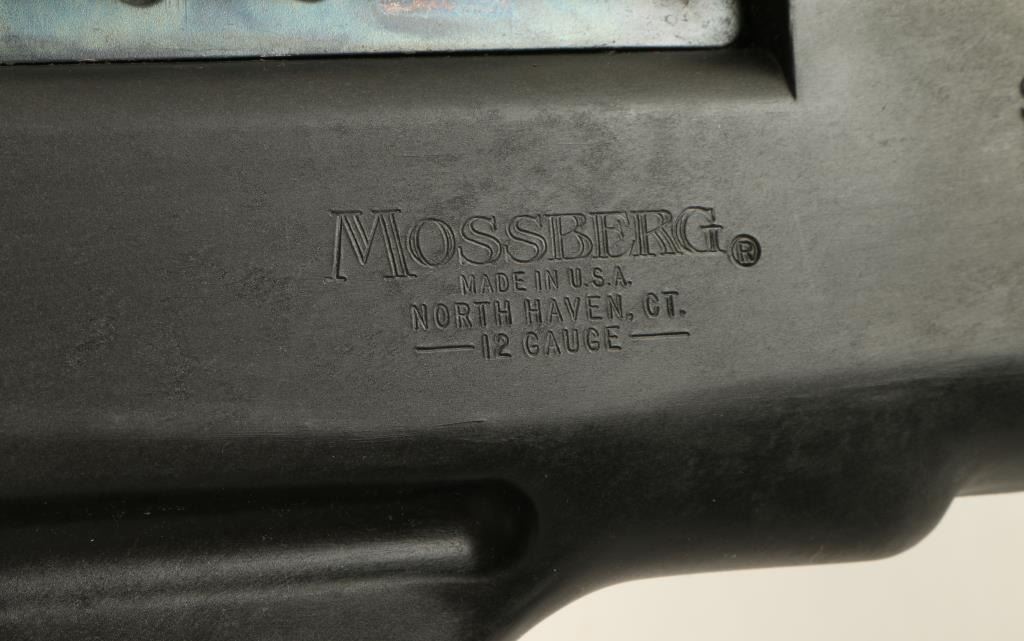 MOSSBERG®
MADE IN U.S.A.
NORTH HAVEN, CT.
12 GAUGE